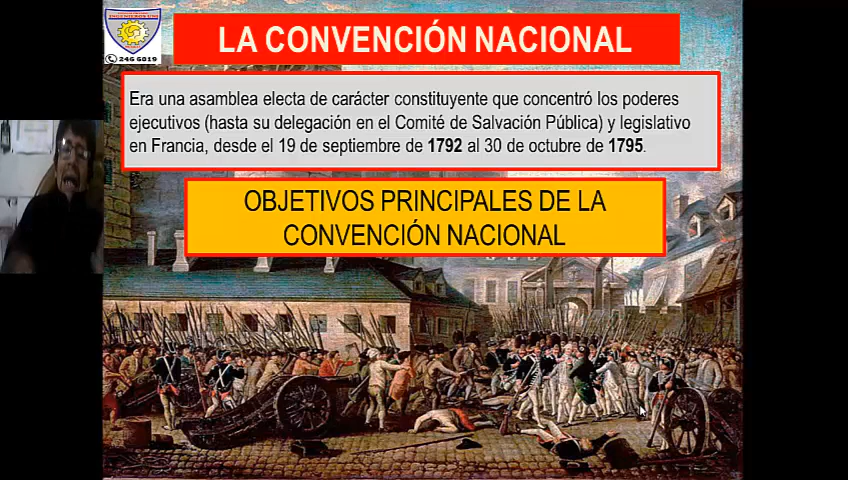 INGENIEROS UNI
246 6819
LA CONVENCIÓN NACIONAL
Era una asamblea electa de carácter constituyente que concentró los poderes
ejecutivos (hasta su delegación en el Comité de Salvación Pública) y legislativo
en Francia, desde el 19 de septiembre de 1792 al 30 de octubre de 1795.
OBJETIVOS PRINCIPALES DE LA
CONVENCIÓN NACIONAL